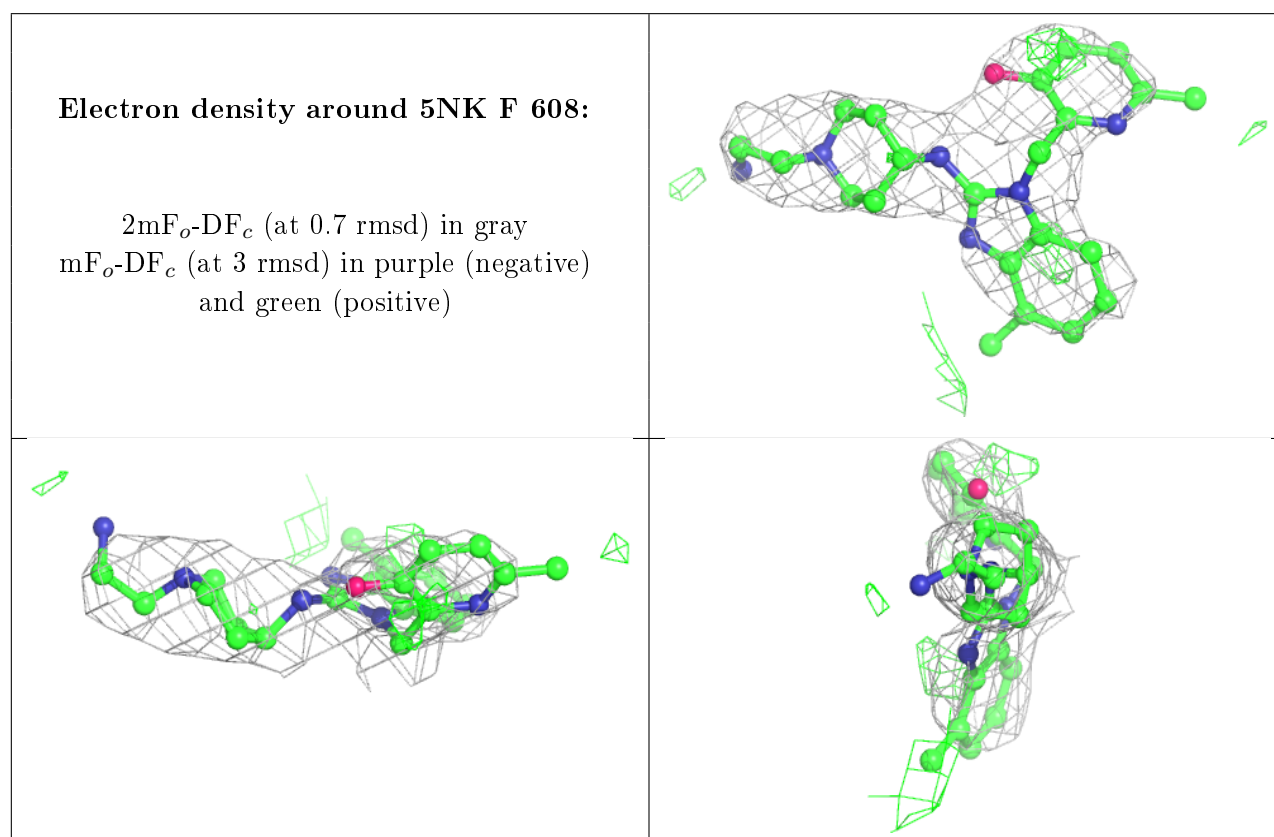 Electron density around 5NK F 608:
2mFo-DFc (at 0.7 rmsd) in gray
mFo-DFc (at 3 rmsd) in purple (negative)
and green (positive)